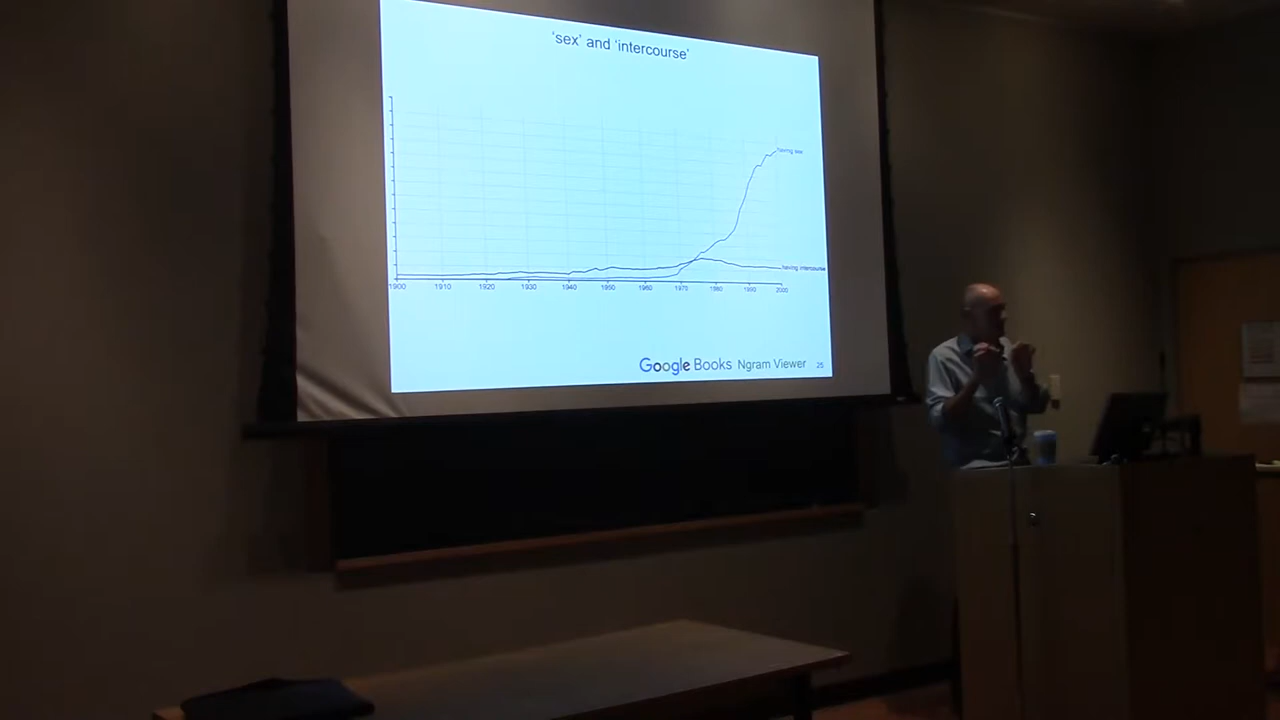 ‘sex’ and ‘intercourse’
having sex
having intercourse
1900 1910 1920 1930 1940 1950 1960 1970 1980 1990 2000
Google Books Ngram Viewer 25